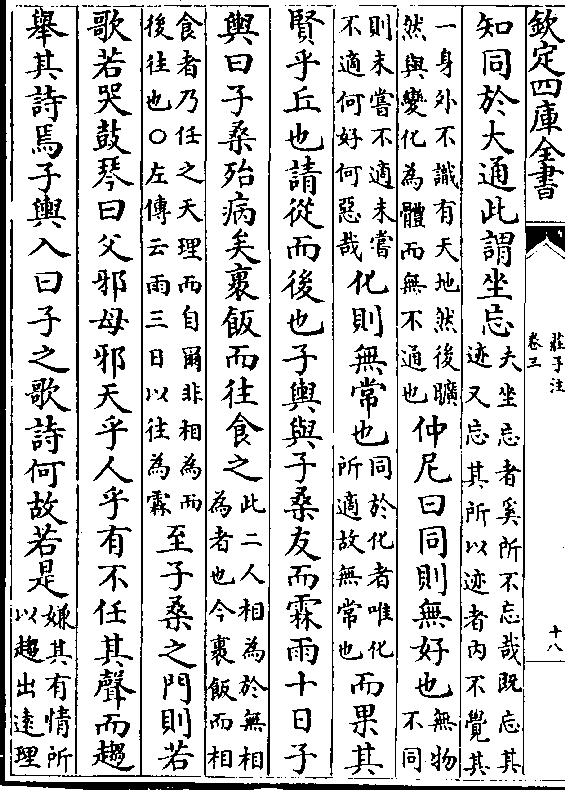 欽定四庫全書
莊子注
卷三
十八
知同於大通此謂坐忘夫坐忘者奚所不忘哉既忘其迹又忘其所以迹者内不覺其
一身外不識有天地然後曠然與變化為體而無不通也仲尼曰同則無好也無物不同
則未嘗不適未嘗不適何好何惡哉化則無常也同於化者唯化所適故無常也而果其
賢乎丘也請從而後也子輿與子桑友而霖雨十日子
輿曰子桑殆病矣裹飯而往食之此二人相為於無相為者也今裹飯而相
食者乃任之天理而自爾非相為而後往也○左傳云雨三日以往為霖至子桑之門則若
歌若哭鼓琴曰父邪母邪天乎人乎有不任其聲而趨
舉其詩焉子輿入曰子之歌詩何故若是嫌其有情所以趨出逺理